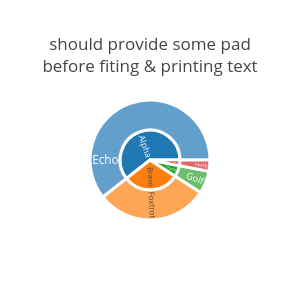 should provide some pad
before fiting & printing text
Alpha
Echo
Bravo
Foxtrot
Golf